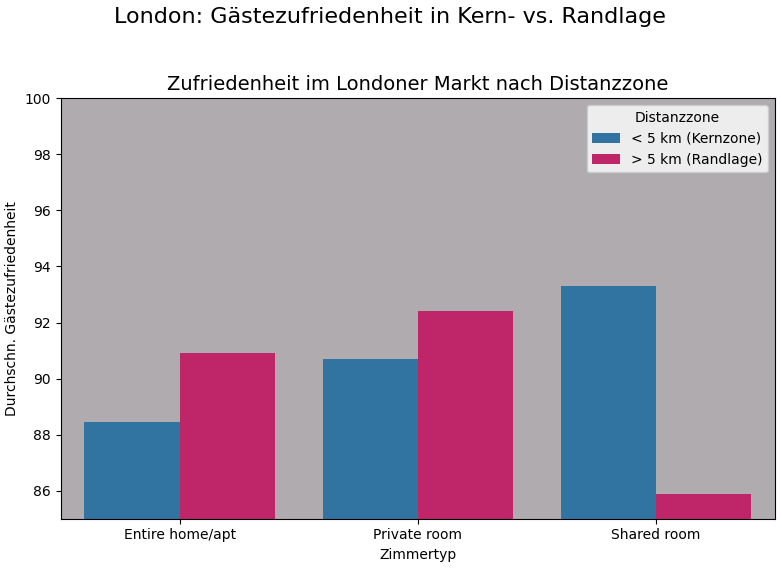 London: Gästezufriedenheit in Kern- vs. Randlage
Zufriedenheit im Londoner Markt nach Distanzzone
Distanzzone
< 5 km (Kernzone)
> 5 km (Randlage)
Durchschn. Gästezufriedenheit
100
98
96
94
92
90
88
86
Entire home/apt
Private room
Shared room
Zimmertyp